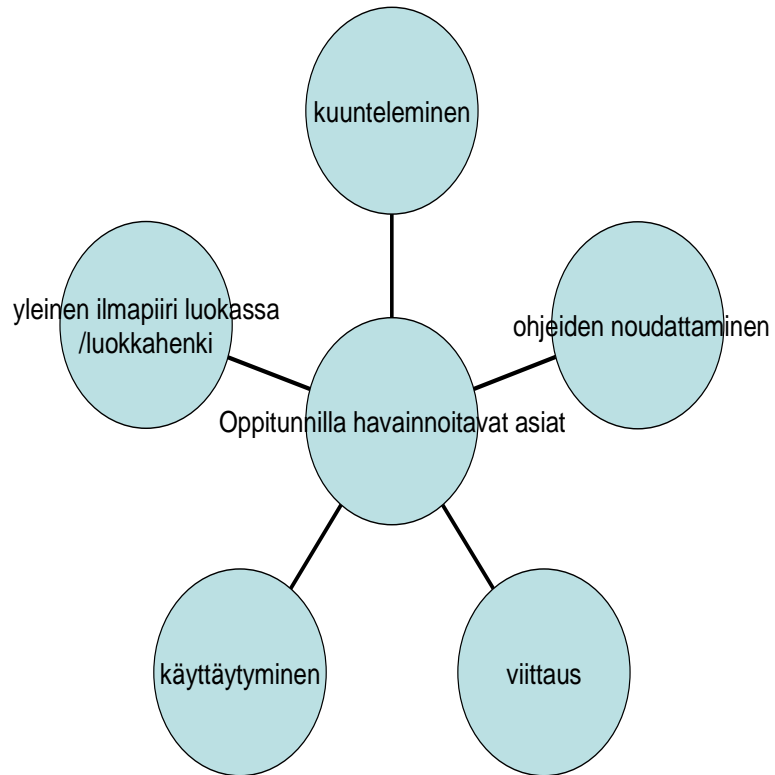 kuunteleminen
yleinen ilmapiiri luokassa
/luokkahenki
ohjeiden noudattaminen
Oppitunnilla havainnoitavat asiat
käyttäytyminen
viittaus